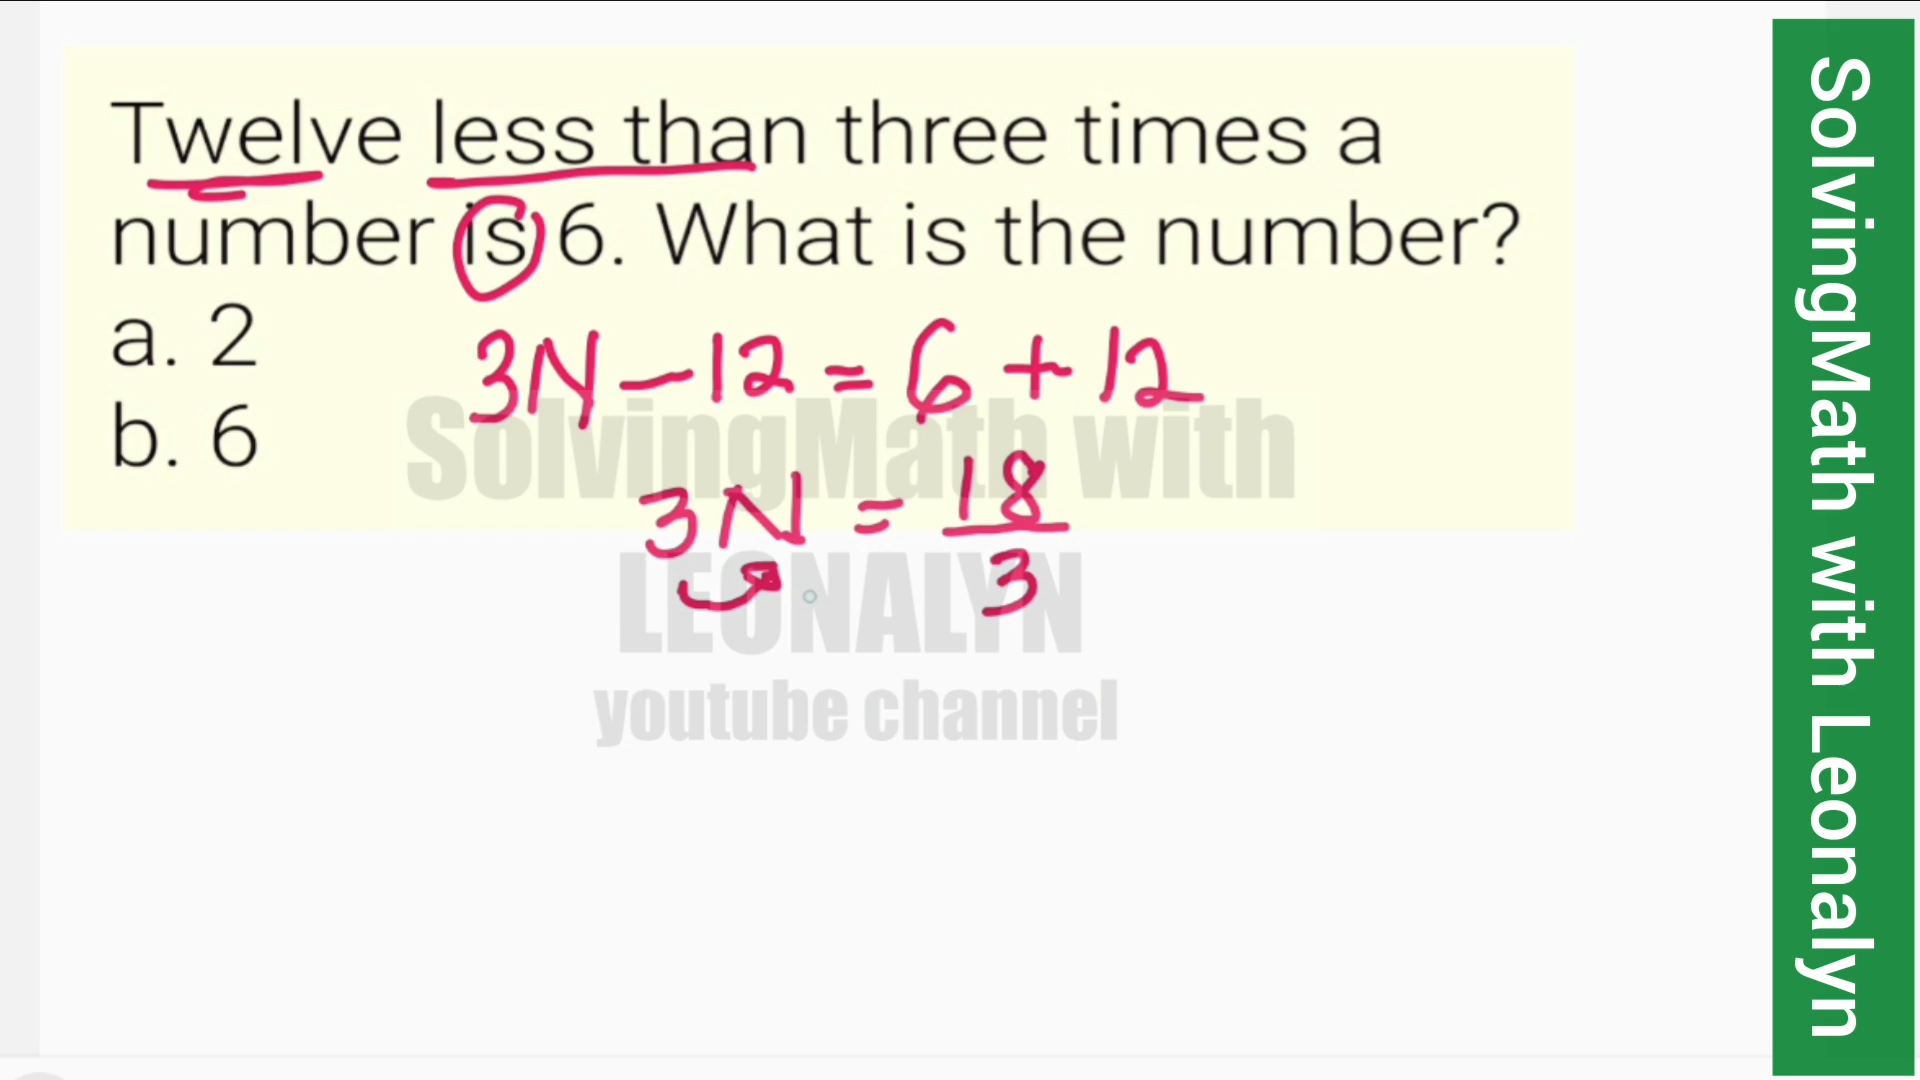 Twelve less than three times a
number is 6. What is the number?
a. 2
b. 6
3N - 12 = 6 + 12
3N = 18
3
SolvingMath with
LEONALYN
youtube channel
SolvingMath with Leonalyn